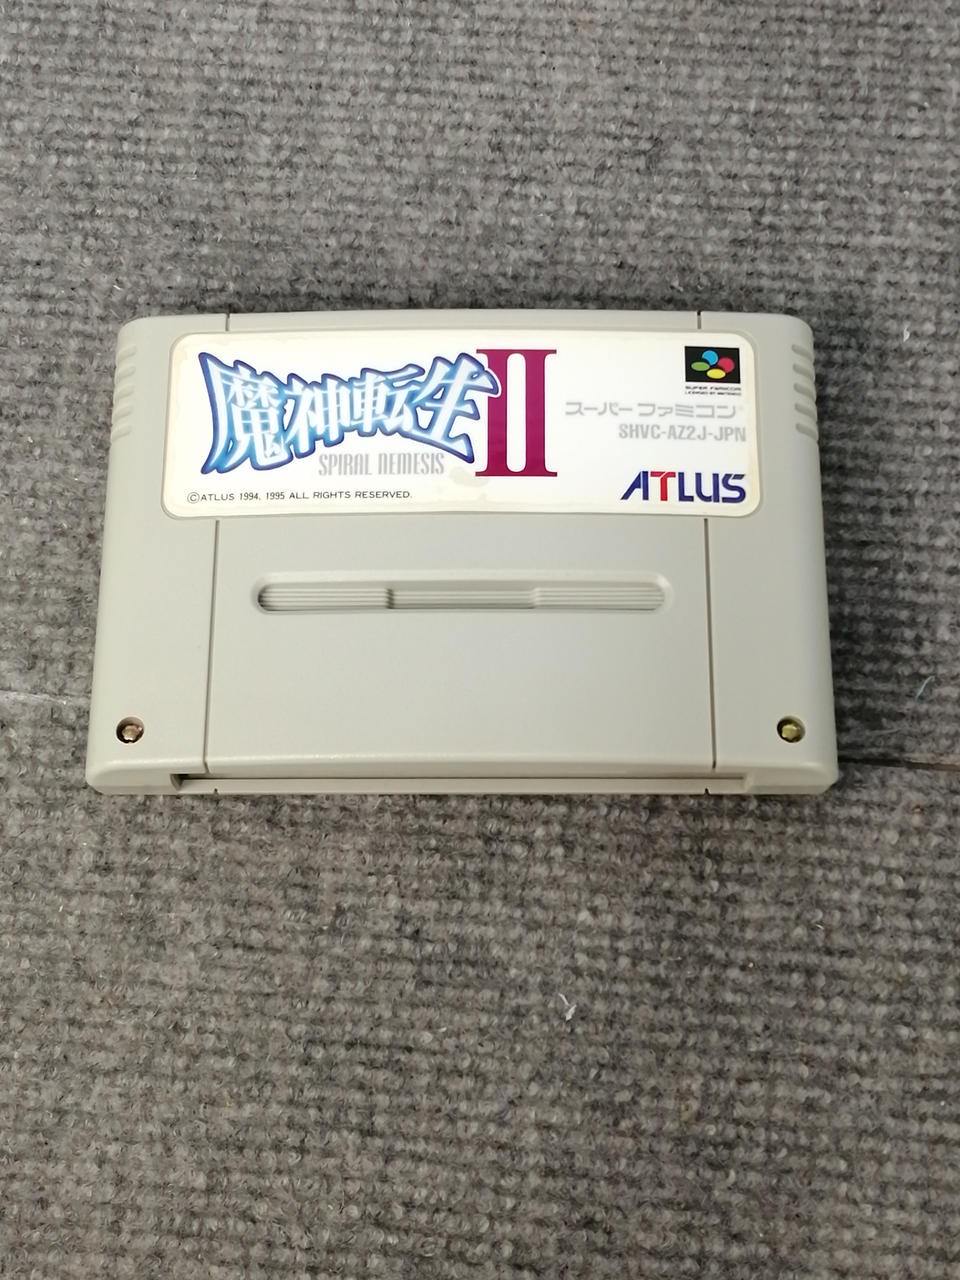 魔神転生II
SPIRAL NEMESIS
©ATLUS 1994, 1995 ALL RIGHTS RESERVED.
SUPER FAMICOM
LICENSED BY NINTENDO
スーパーファミコン®
SHVC-AZ2J-JPN
ATLUS